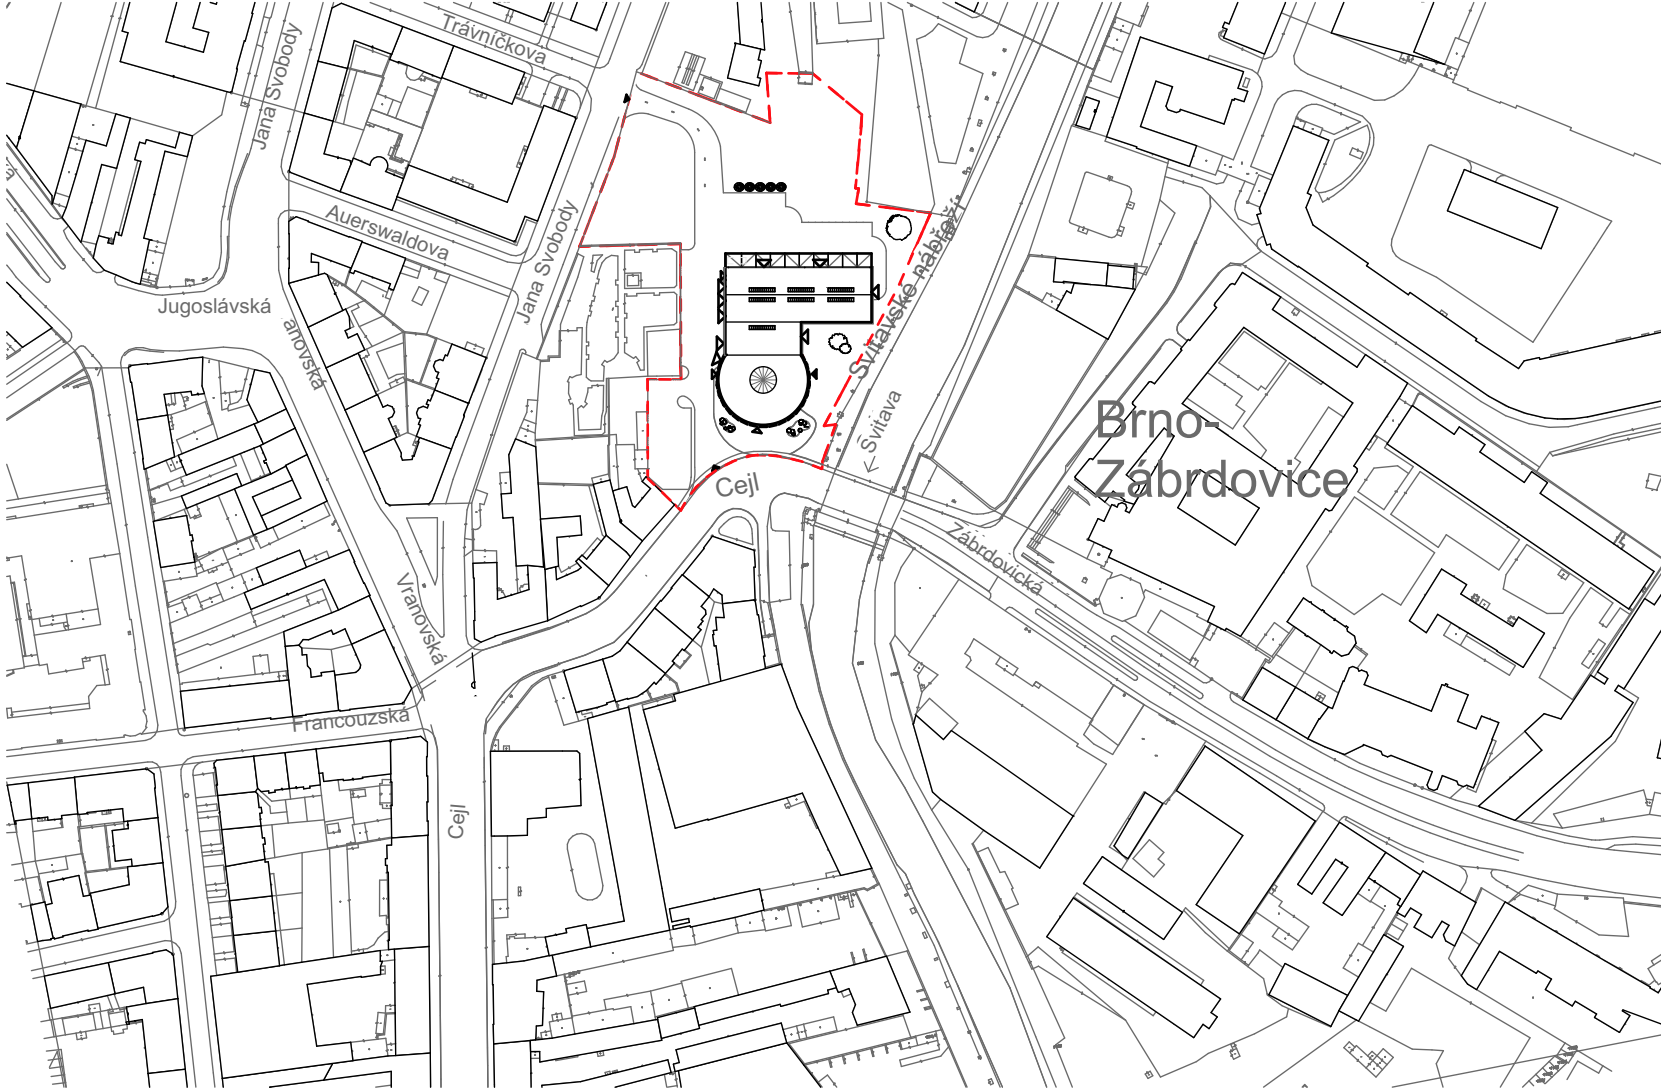 Trávníčkova
Jana Svobody
Auerswaldova
Jana Svobody
Jugoslávská
anovská
Svitavské nábřeží
← Svitava
Brno-
Zábrdovice
Cejl
Zábrdovická
Vranovská
Francouzská
Cejl